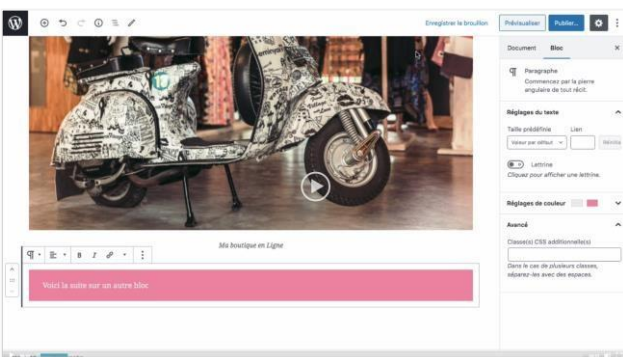 Enregistrer le brouillon
Prévisualiser
Publier...
Document
Bloc
Paragraphe
Commencez par la pierre
angulaire de tout récit.
Réglages du texte
Taille prédéfinie
Lien
Valeur par défaut
Lettrine
Cliquez pour afficher une lettrine.
Réglages de couleur
Avancé
Classe(s) CSS additionnelle(s)
Dans le cas de plusieurs classes,
séparez-les avec des espaces.
Ma boutique en Ligne
B I
Voici la suite sur un autre bloc